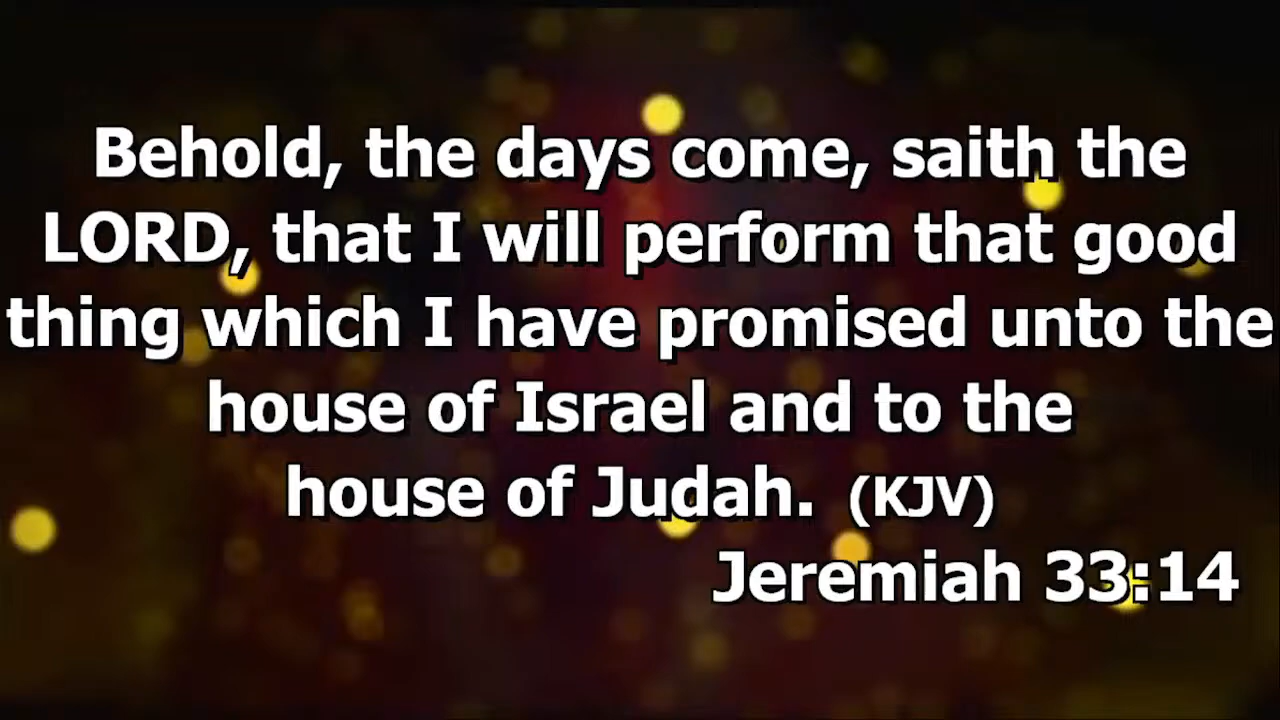 Behold, the days come, saith the
LORD, that I will perform that good
thing which I have promised unto the
house of Israel and to the
house of Judah. (KJV)
Jeremiah 33:14